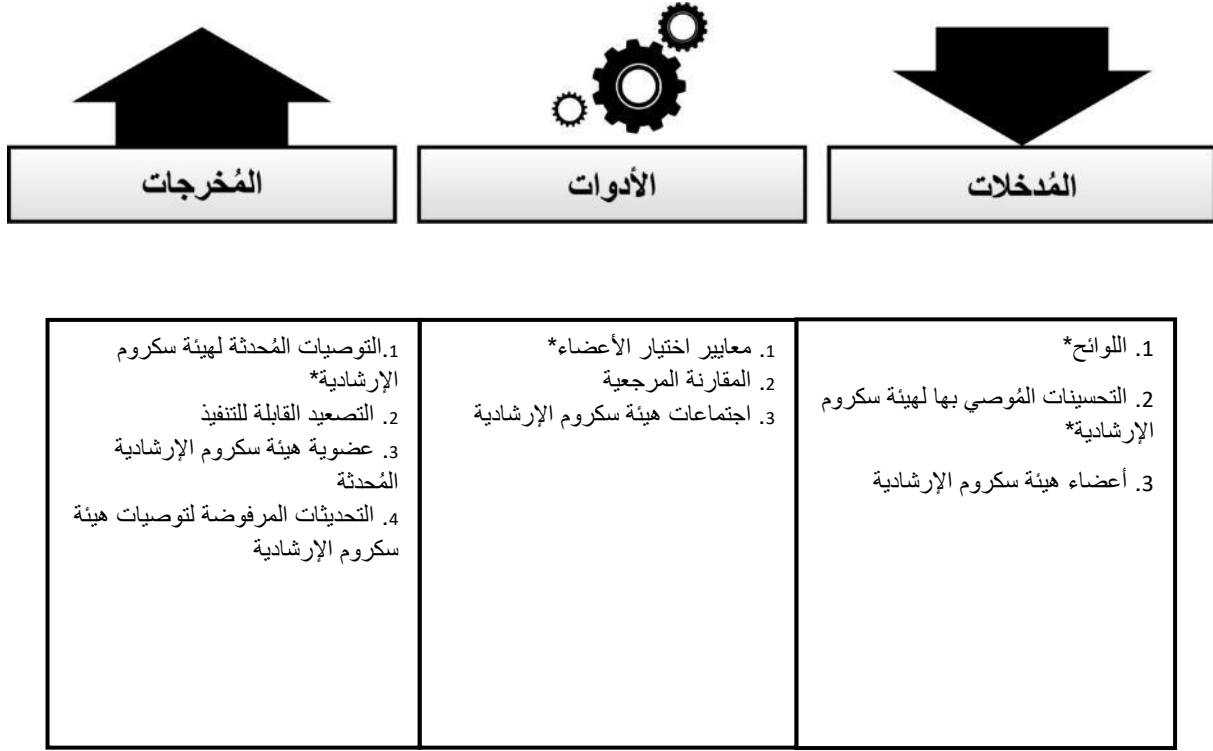 المُدخلات
الأدوات
المُخرجات
1. اللوائح*
2. التحسينات المُوصي بها لهيئة سكروم
الإرشادية*
3. أعضاء هيئة سكروم الإرشادية
1. معايير اختيار الأعضاء*
2. المقارنة المرجعية
3. اجتماعات هيئة سكروم الإرشادية
1.التوصيات المُحدثة لهيئة سكروم
الإرشادية*
2. التصعيد القابلة للتنفيذ
3. عضوية هيئة سكروم الإرشادية
المُحدثة
4. التحديثات المرفوضة لتوصيات هيئة
سكروم الإرشادية